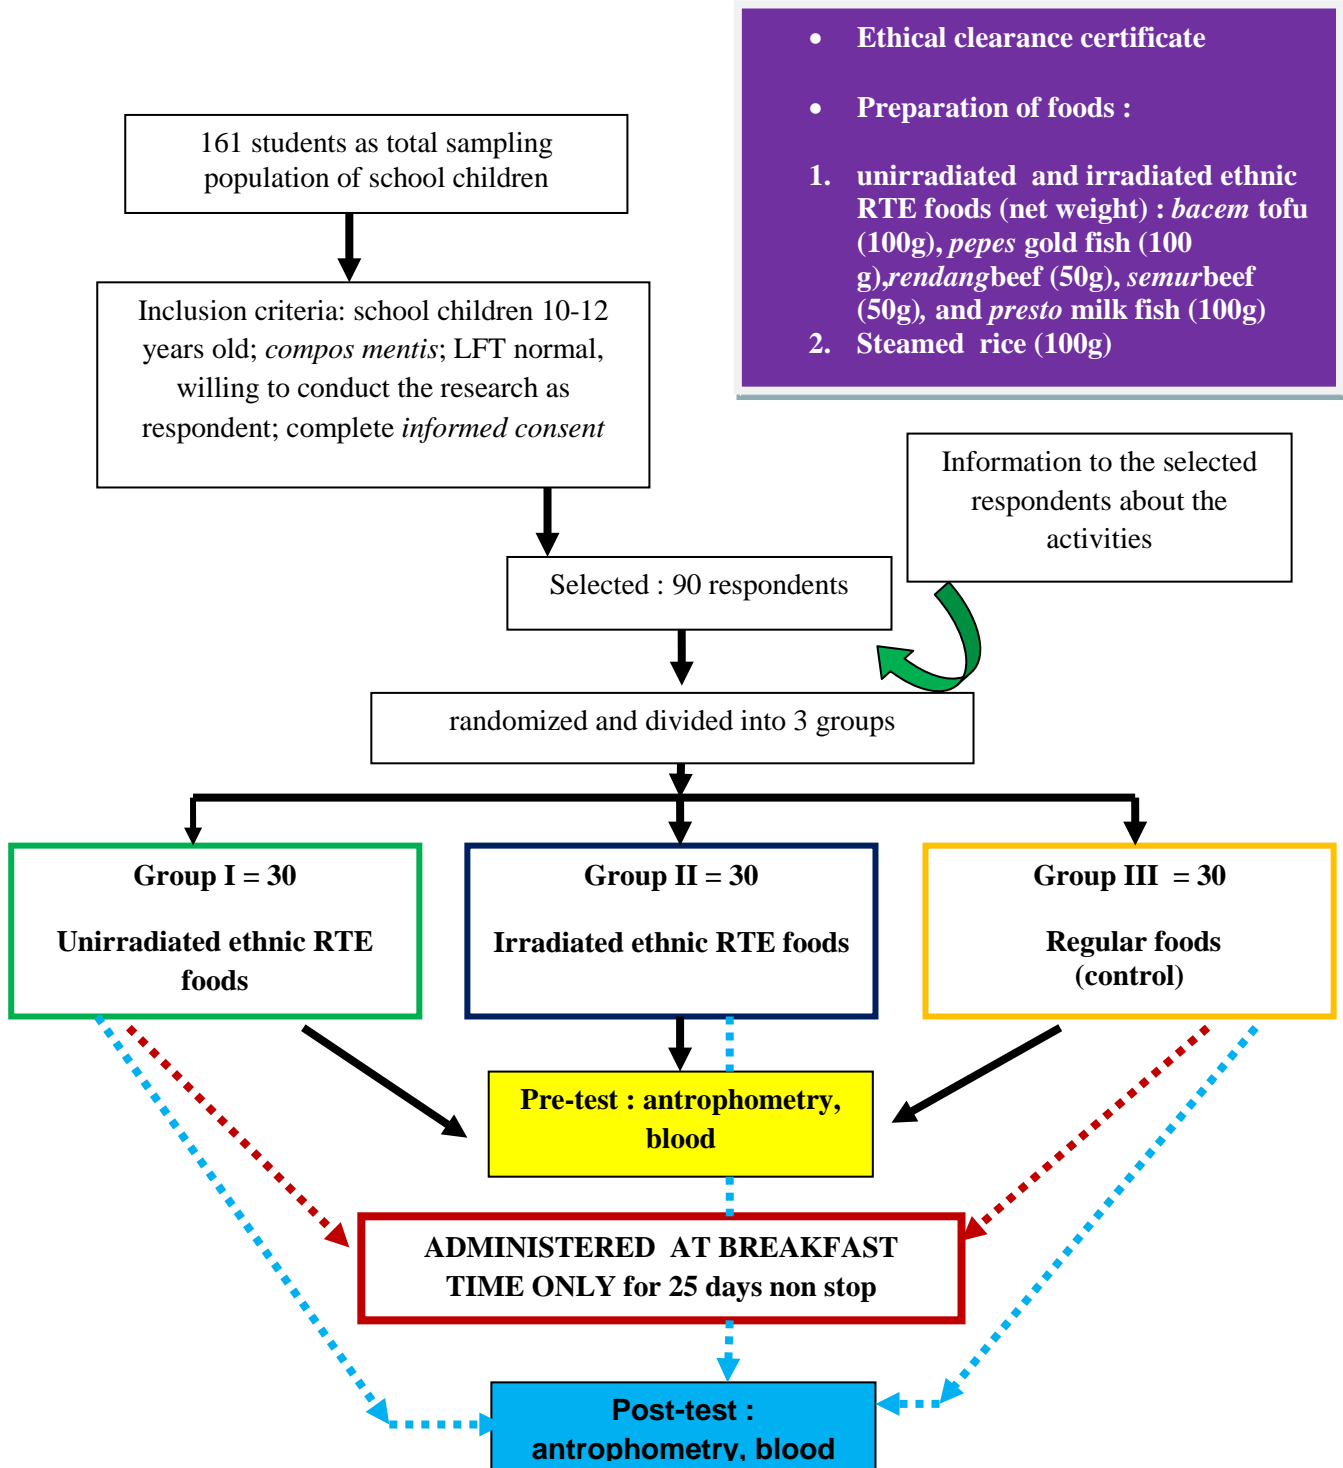 • Ethical clearance certificate
• Preparation of foods :
1. unirradiated and irradiated ethnic
RTE foods (net weight) : bacem tofu
(100g), pepes gold fish (100
g),rendangbeef (50g), semurbeef
(50g), and presto milk fish (100g)
2. Steamed rice (100g)
161 students as total sampling
population of school children
Inclusion criteria: school children 10-12
years old; compos mentis; LFT normal,
willing to conduct the research as
respondent; complete informed consent
Information to the selected
respondents about the
activities
Selected : 90 respondents
randomized and divided into 3 groups
Group I = 30
Unirradiated ethnic RTE
foods
Group II = 30
Irradiated ethnic RTE foods
Group III = 30
Regular foods
(control)
Pre-test : antrophometry,
blood
ADMINISTERED AT BREAKFAST
TIME ONLY for 25 days non stop
Post-test :
antrophometry, blood